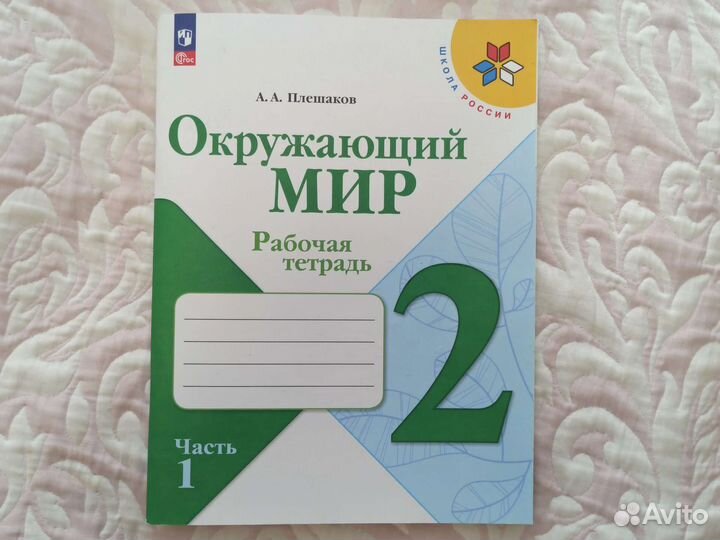 ФГОС
ШКОЛА РОССИИ
А. А. Плешаков
Окружающий
МИР
Рабочая
тетрадь
2
Часть
1
Avito